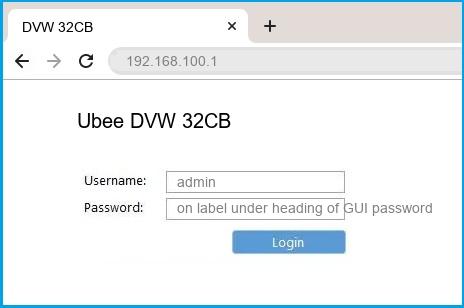 DVW 32CB
192.168.100.1
Ubee DVW 32CB
Username: admin
Password: on label under heading of GUI password
Login